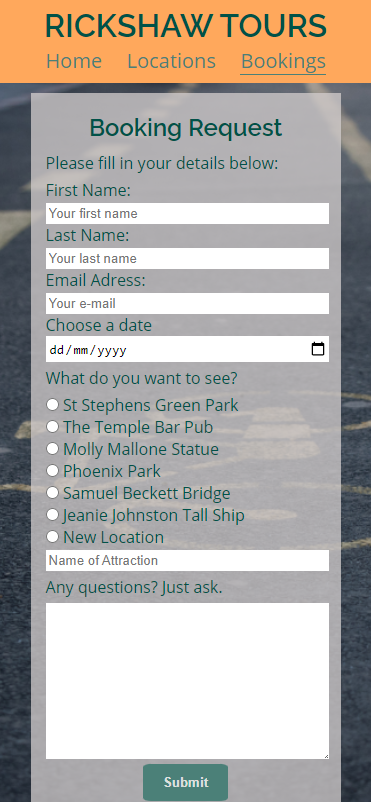 RICKSHAW TOURS
Home Locations Bookings
Booking Request
Please fill in your details below:
First Name:
Your first name
Last Name:
Your last name
Email Adress:
Your e-mail
Choose a date
dd/mm/yyyy
What do you want to see?
St Stephens Green Park
The Temple Bar Pub
Molly Mallone Statue
Phoenix Park
Samuel Beckett Bridge
Jeanie Johnston Tall Ship
New Location
Name of Attraction
Any questions? Just ask.
Submit